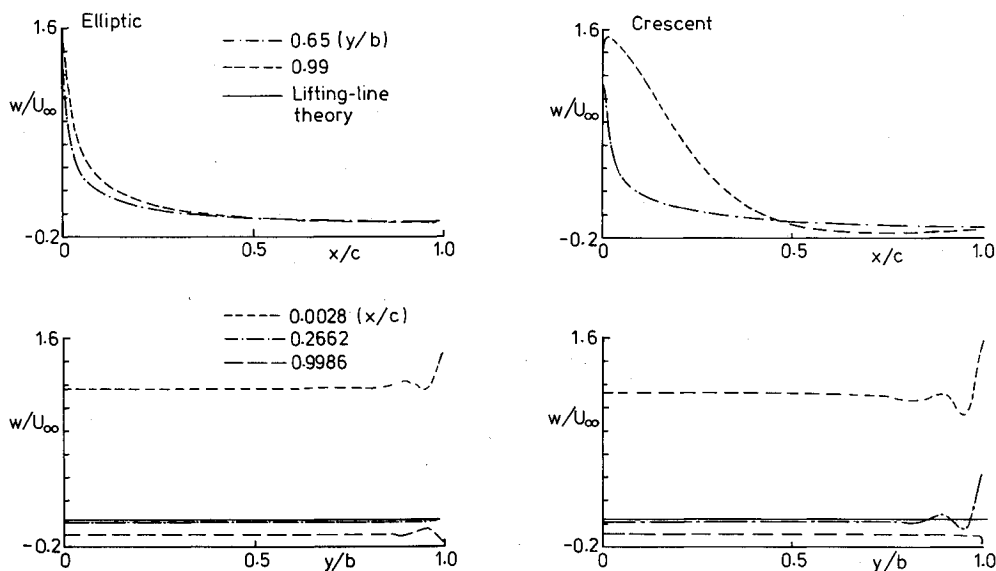 Elliptic
1.6
w/U∞
-0.2
0
0.5
1.0
x/c
0.65 (y/b)
0.99
Lifting-line
theory
Crescent
1.6
w/U∞
-0.2
0
0.5
1.0
x/c
0.0028 (x/c)
0.2662
0.9986
1.6
w/U∞
-0.2
0
0.5
1.0
y/b
1.6
w/U∞
-0.2
0
0.5
1.0
y/b